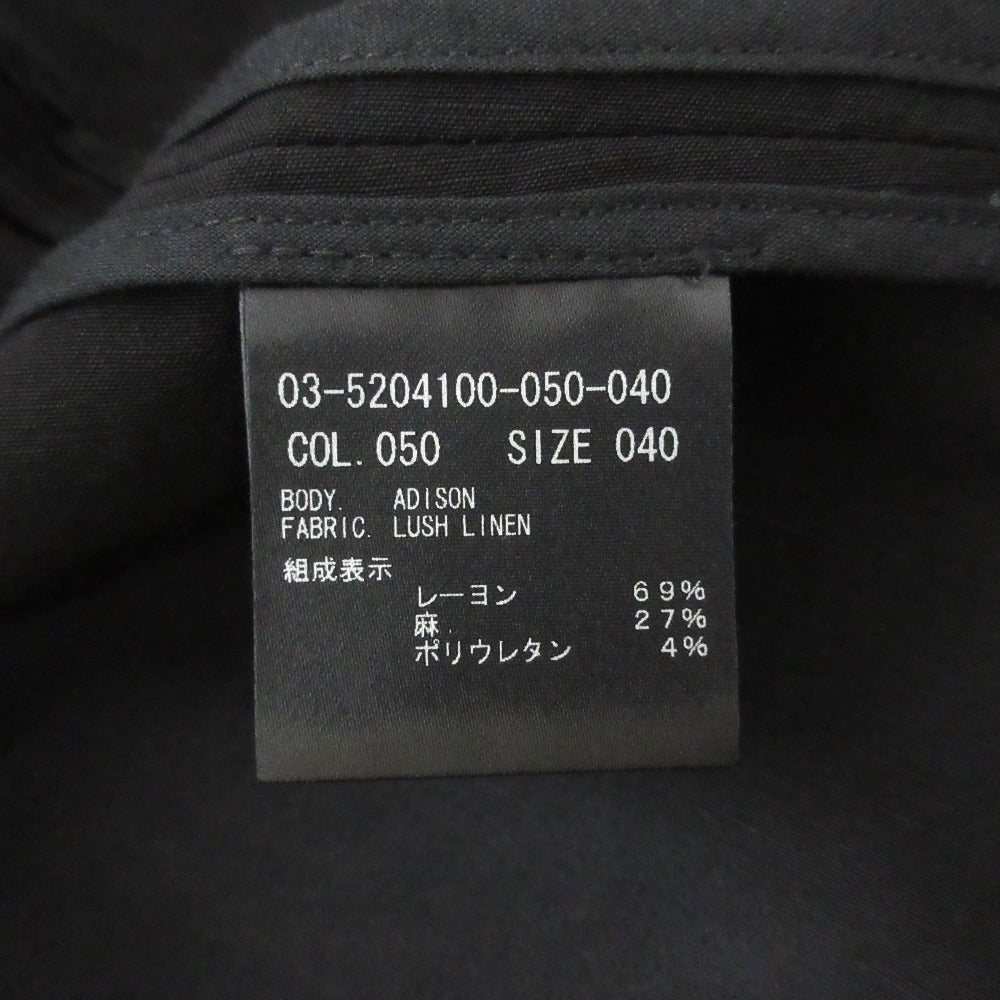 03-5204100-050-040
COL.050 SIZE 040
BODY. ADISON
FABRIC. LUSH LINEN
組成表示
レーヨン 69%
麻. 27%
ポリウレタン 4%